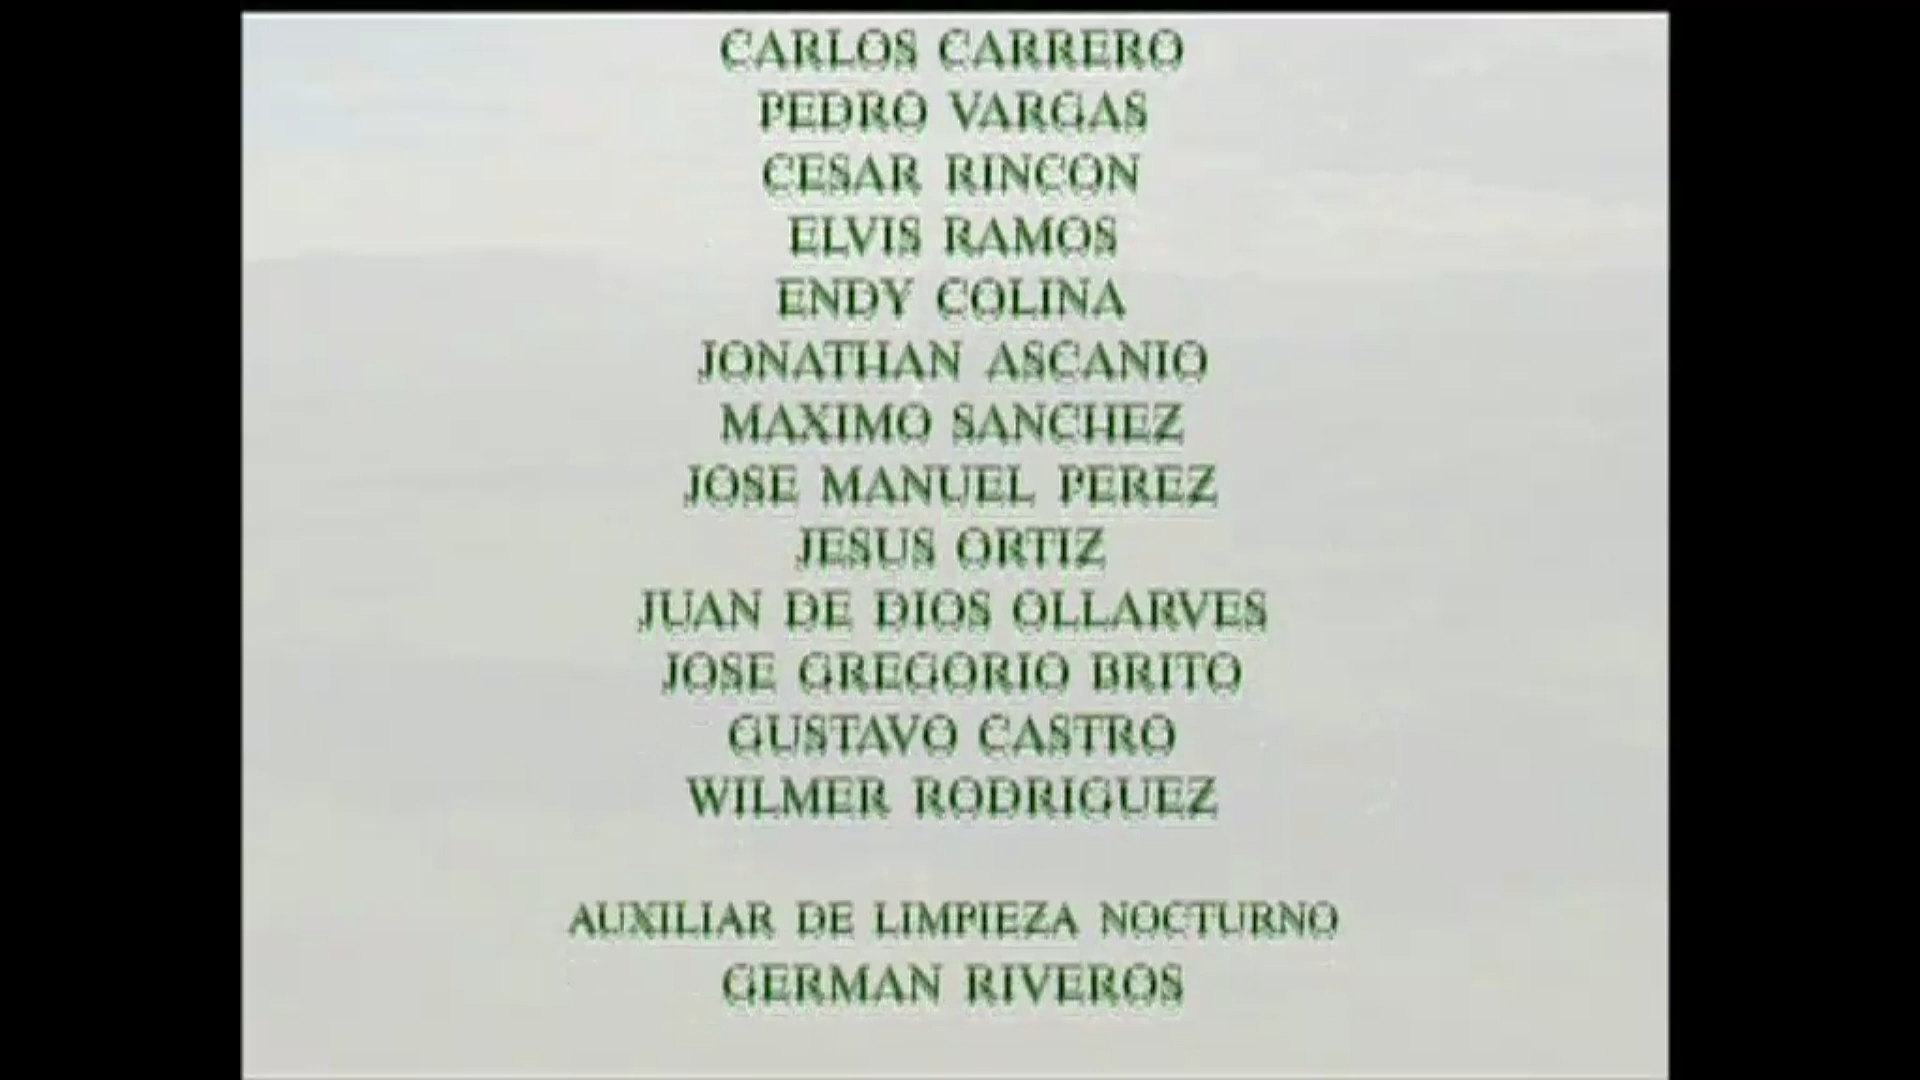 CARLOS CARRERO
PEDRO VARGAS
CESAR RINCON
ELVIS RAMOS
ENDY COLINA
JONATHAN ASCANIO
MAXIMO SANCHEZ
JOSE MANUEL PEREZ
JESUS ORTIZ
JUAN DE DIOS OLLARVES
JOSE GREGORIO BRITO
GUSTAVO CASTRO
WILMER RODRIGUEZ
AUXILIAR DE LIMPIEZA NOCTURNO
GERMAN RIVEROS